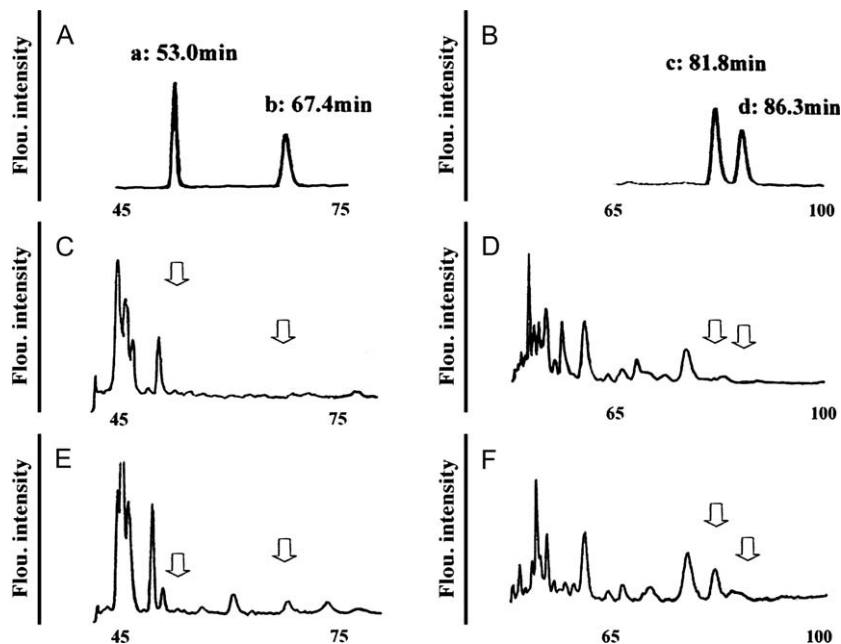 A
Flou. intensity
a: 53.0min
b: 67.4min
45
75
B
Flou. intensity
c: 81.8min
d: 86.3min
65
100
C
Flou. intensity
45
75
D
Flou. intensity
65
100
E
Flou. intensity
45
75
F
Flou. intensity
65
100